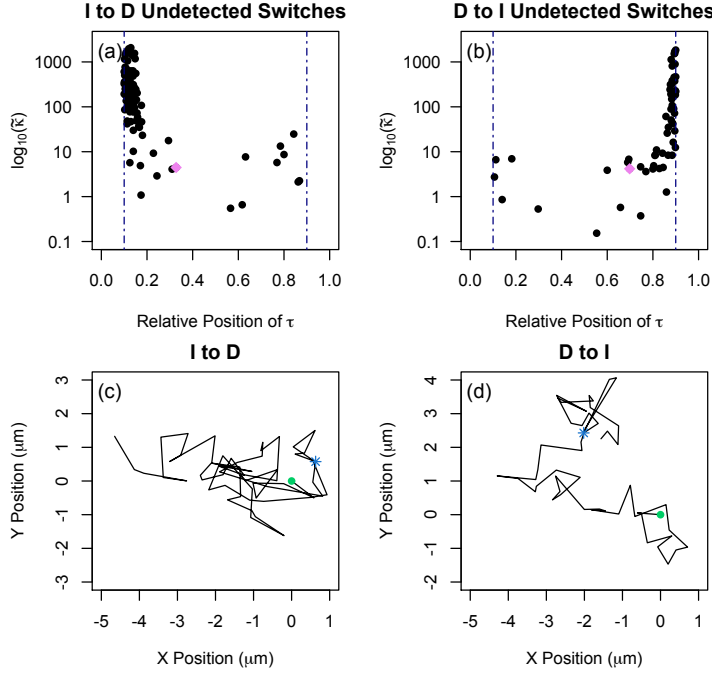 I to D Undetected Switches
(a)
log10(κ̃)
1000
100
10
1
0.1
0.0 0.2 0.4 0.6 0.8 1.0
Relative Position of τ
D to I Undetected Switches
(b)
log10(κ̃)
1000
100
10
1
0.1
0.0 0.2 0.4 0.6 0.8 1.0
Relative Position of τ
I to D
(c)
Y Position (μm)
3
2
1
0
-1
-2
-3
-5 -4 -3 -2 -1 0 1
X Position (μm)
D to I
(d)
Y Position (μm)
4
3
2
1
0
-1
-2
-5 -4 -3 -2 -1 0 1
X Position (μm)